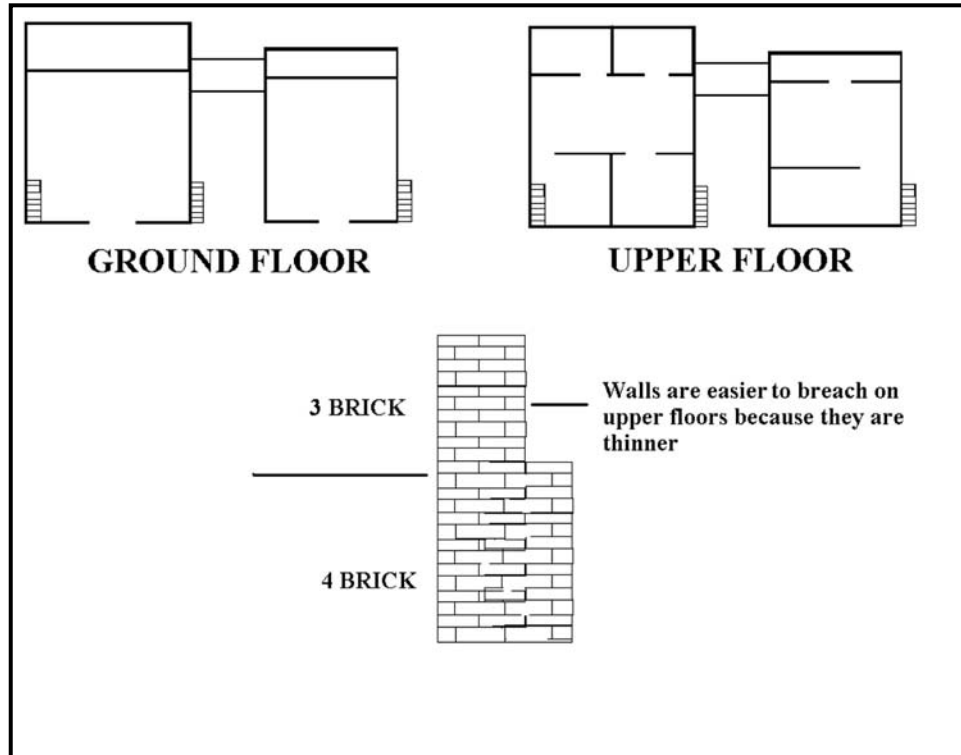 GROUND FLOOR
UPPER FLOOR
3 BRICK
Walls are easier to breach on
upper floors because they are
thinner
4 BRICK